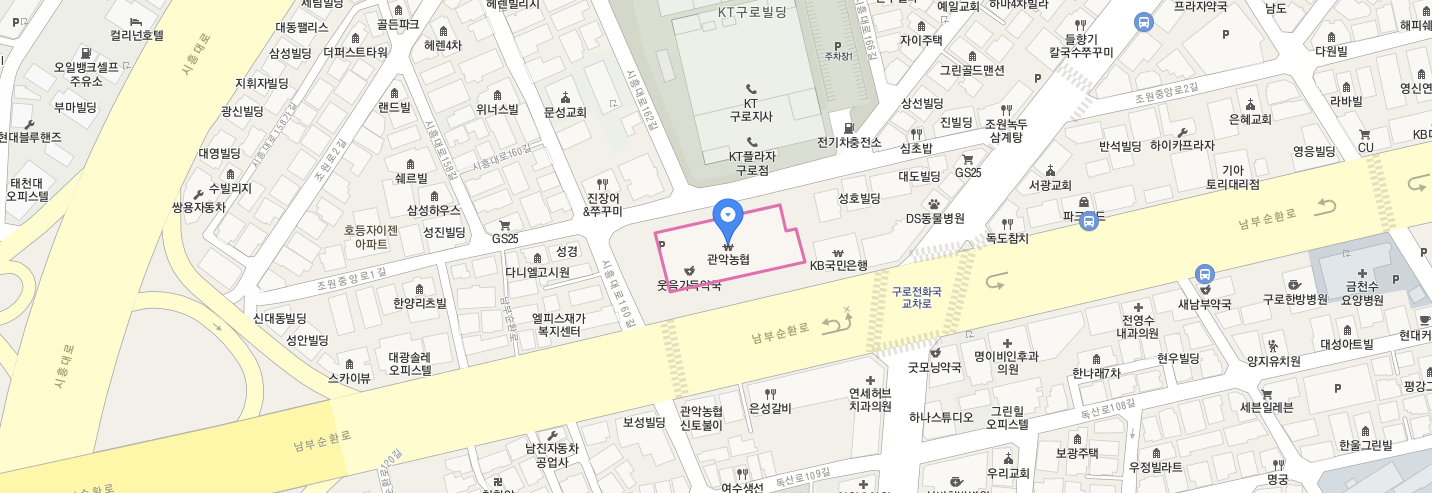 세림빌딩
골든파크
헤렌빌리지
KT구로빌딩
예일교회
하마4차빌라
프라자약국
남도
컬리넌호텔
대동팰리스
시흥대로
삼성빌딩
더퍼스트타워
헤렌4차
시흥대로166길
자이주택
들향기
칼국수쭈꾸미
해피쉐
P
주차장1
다원빌
오일뱅크셀프
주유소
지휘자빌딩
그린골드맨션
부마빌딩
광신빌딩
랜드빌
위너스빌
문성교회
시흥대로162길
KT
구로지사
상선빌딩
조원중앙로2길
라바빌
영신연
현대블루핸즈
시흥대로158가길
진빌딩
조원녹두
삼계탕
은혜교회
대영빌딩
조원로2길
시흥대로160길
시흥대로158길
KT플라자
구로점
전기차충전소
심초밥
반석빌딩
하이카프라자
영응빌딩
CU
태천대
오피스텔
수빌리지
쉐르빌
대도빌딩
GS25
서광교회
기아
토리대리점
쌍용자동차
삼성하우스
진장어
&쭈꾸미
성호빌딩
DS동물병원
남부순환로
호등자이젠
아파트
성진빌딩
GS25
독도참치
성경
P
관악농협
KB국민은행
다니엘고시원
조원중앙로1길
시흥대로160길
구로전화국
교차로
한양리츠빌
새남부약국
구로한방병원
금천수
요양병원
신대동빌딩
엘피스재가
복지센터
남부순환로
전영수
내과의원
대성아트빌
현대커
성안빌딩
대광솔레
오피스텔
스카이뷰
시흥대로
굿모닝약국
명이비인후과
의원
현우빌딩
양지유치원
한나래7차
평강그
연세허브
치과의원
관악농협
신토불이
은성갈비
하나스튜디오
그린힐
오피스텔
독산로108길
세븐일레븐
보성빌딩
남부순환로
남진자동차
공업사
보광주택
한울그린빌
우리교회
우정빌라트
여수생선
독산로109길
명궁
남부순환로